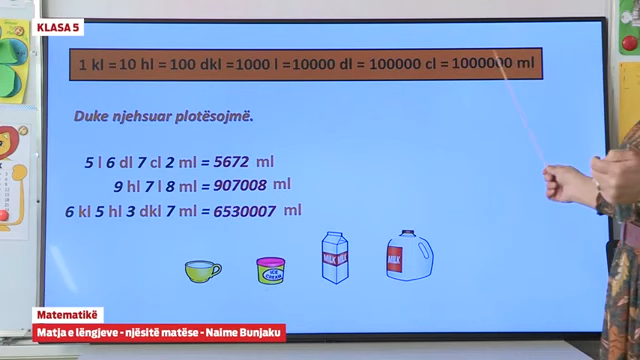 KLASA 5
1 kl = 10 hl = 100 dkl =1000 l =10000 dl = 100000 cl = 1000000 ml
Duke njehsuar plotësojmë.
5 l 6 dl 7 cl 2 ml = 5672 ml
9 hl 7 l 8 ml = 907008 ml
6 kl 5 hl 3 dkl 7 ml = 6530007 ml
ICE CREAM
MILK
MILK
Matematikë
Matja e lëngjeve - njësitë matëse - Naime Bunjaku